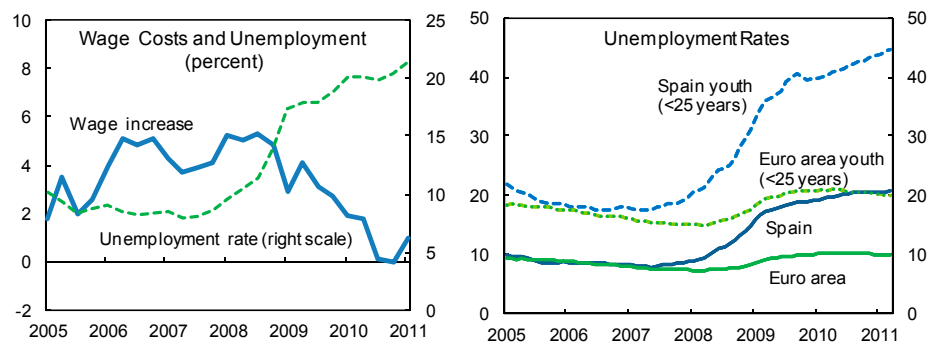 Wage Costs and Unemployment
(percent)
10
8
6
4
2
0
-2
25
20
15
10
5
0
Wage increase
Unemployment rate (right scale)
2005 2006 2007 2008 2009 2010 2011
Unemployment Rates
50
40
30
20
10
0
50
40
30
20
10
0
Spain youth
(<25 years)
Euro area youth
(<25 years)
Spain
Euro area
2005 2006 2007 2008 2009 2010 2011